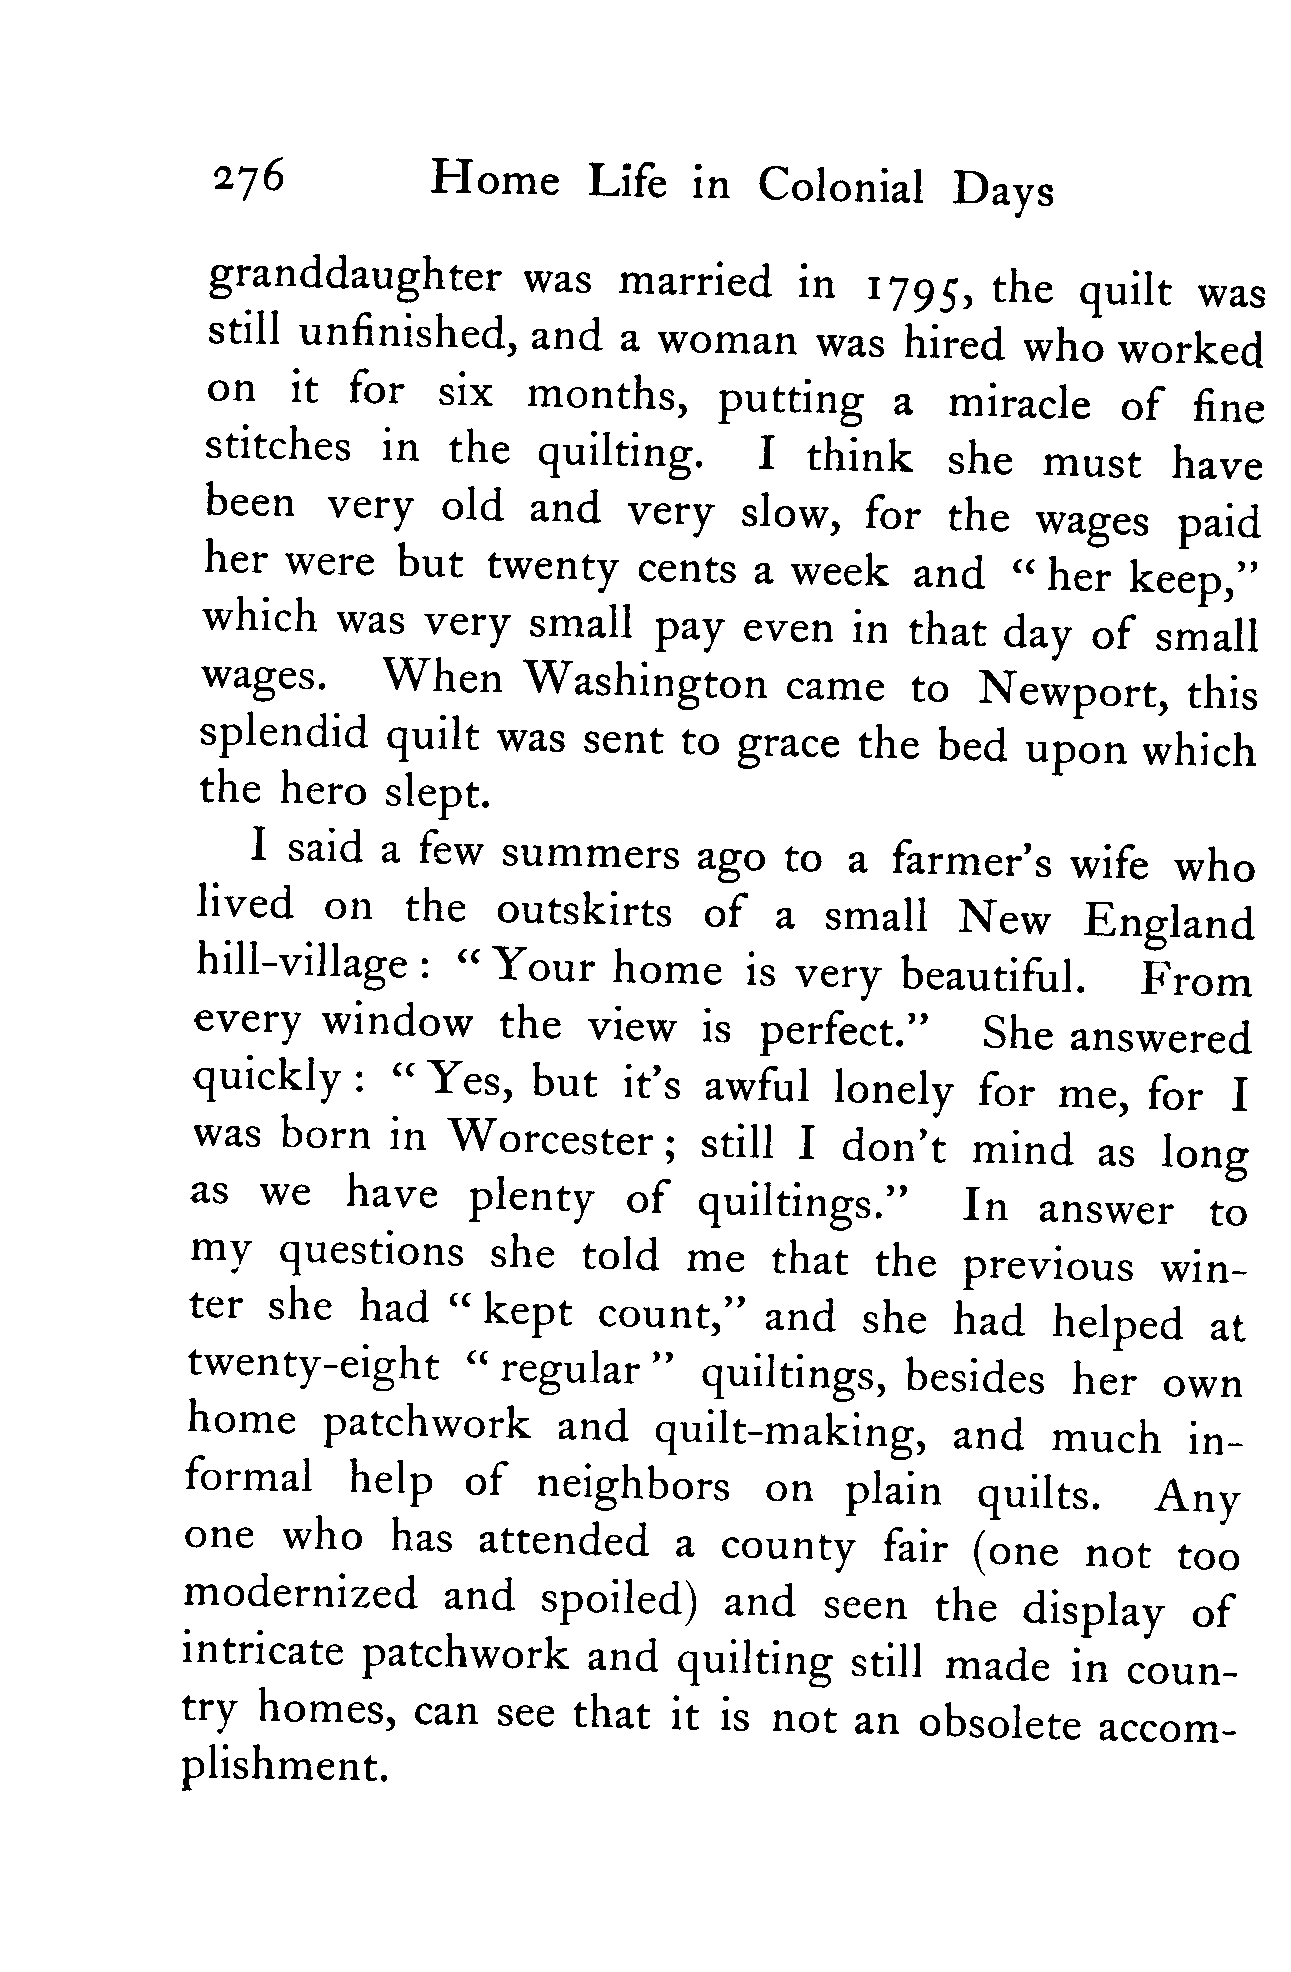 276 Home Life in Colonial Days
granddaughter was married in 1795, the quilt was
still unfinished, and a woman was hired who worked
on it for six months, putting a miracle of fine
stitches in the quilting. I think she must have
been very old and very slow, for the wages paid
her were but twenty cents a week and “ her keep,”
which was very small pay even in that day of small
wages. When Washington came to Newport, this
splendid quilt was sent to grace the bed upon which
the hero slept.
I said a few summers ago to a farmer’s wife who
lived on the outskirts of a small New England
hill-village : “ Your home is very beautiful. From
every window the view is perfect.” She answered
quickly : “ Yes, but it’s awful lonely for me, for I
was born in Worcester ; still I don’t mind as long
as we have plenty of quiltings.” In answer to
my questions she told me that the previous win-
ter she had “ kept count,” and she had helped at
twenty-eight “ regular ” quiltings, besides her own
home patchwork and quilt-making, and much in-
formal help of neighbors on plain quilts. Any
one who has attended a county fair (one not too
modernized and spoiled) and seen the display of
intricate patchwork and quilting still made in coun-
try homes, can see that it is not an obsolete accom-
plishment.